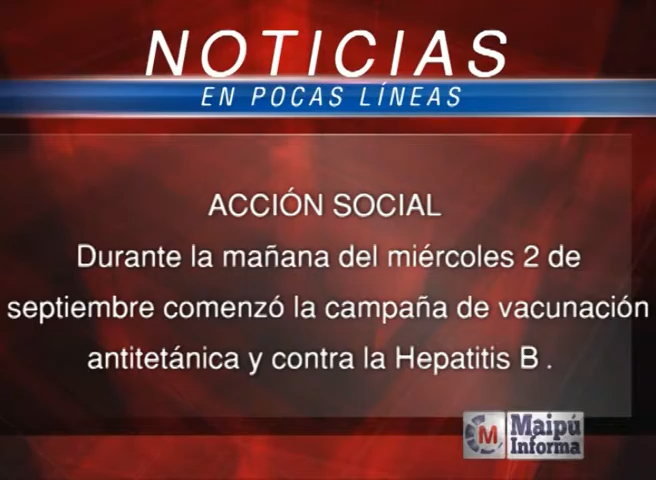 NOTICIAS
EN POCAS LÍNEAS
ACCIÓN SOCIAL
Durante la mañana del miércoles 2 de
septiembre comenzó la campaña de vacunación
antitetánica y contra la Hepatitis B .
M Maipú
Informa